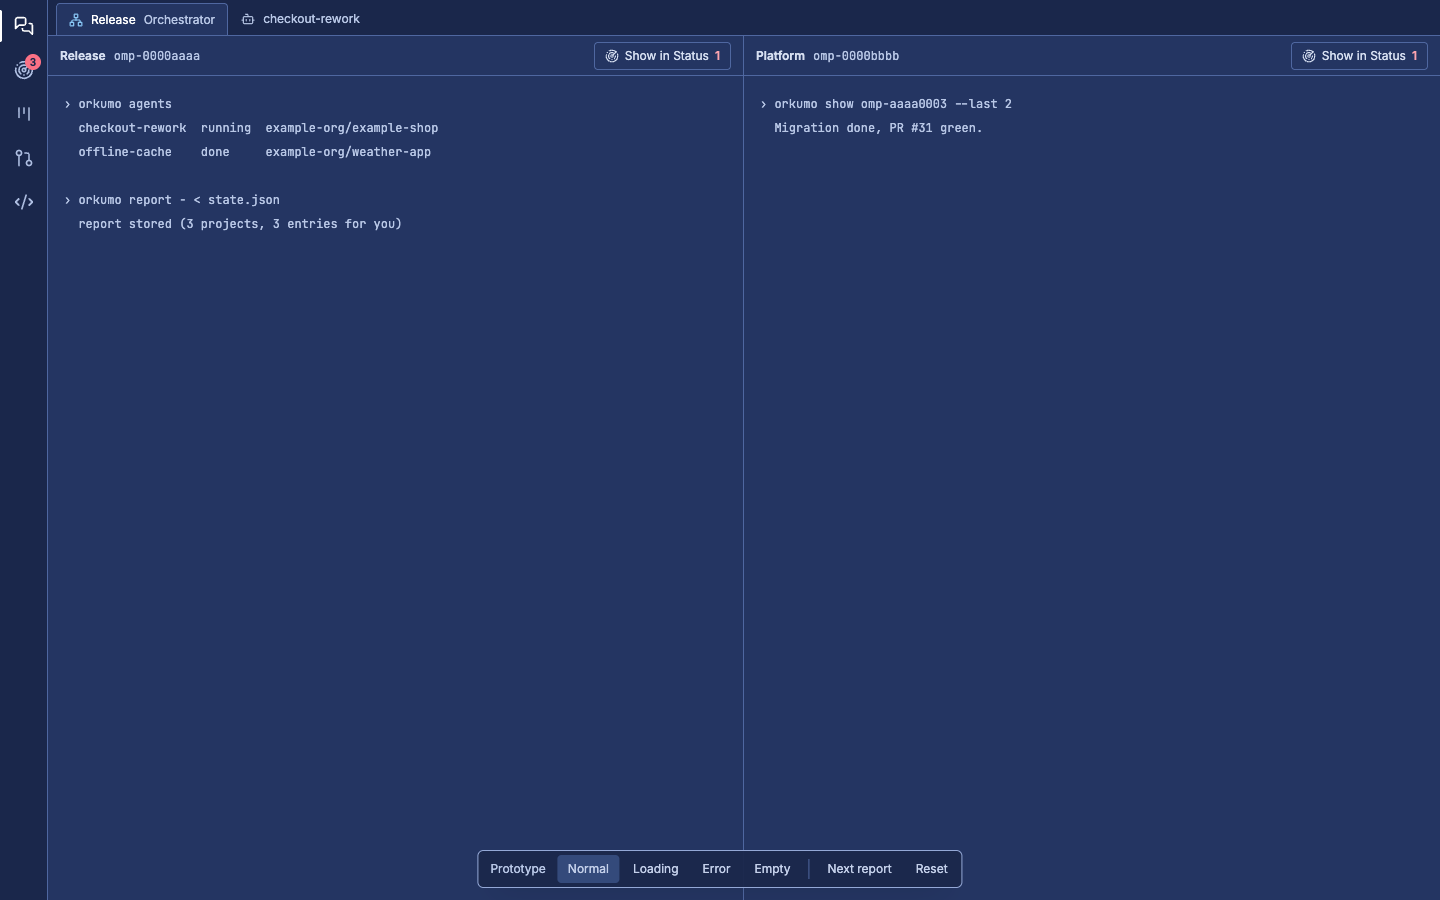 Release Orchestrator
checkout-rework
3
Release omp-0000aaaa
Show in Status 1
Platform omp-0000bbbb
Show in Status 1
› orkumo agents
checkout-rework running example-org/example-shop
offline-cache done example-org/weather-app
› orkumo report - < state.json
report stored (3 projects, 3 entries for you)
› orkumo show omp-aaaa0003 --last 2
Migration done, PR #31 green.
Prototype Normal Loading Error Empty Next report Reset